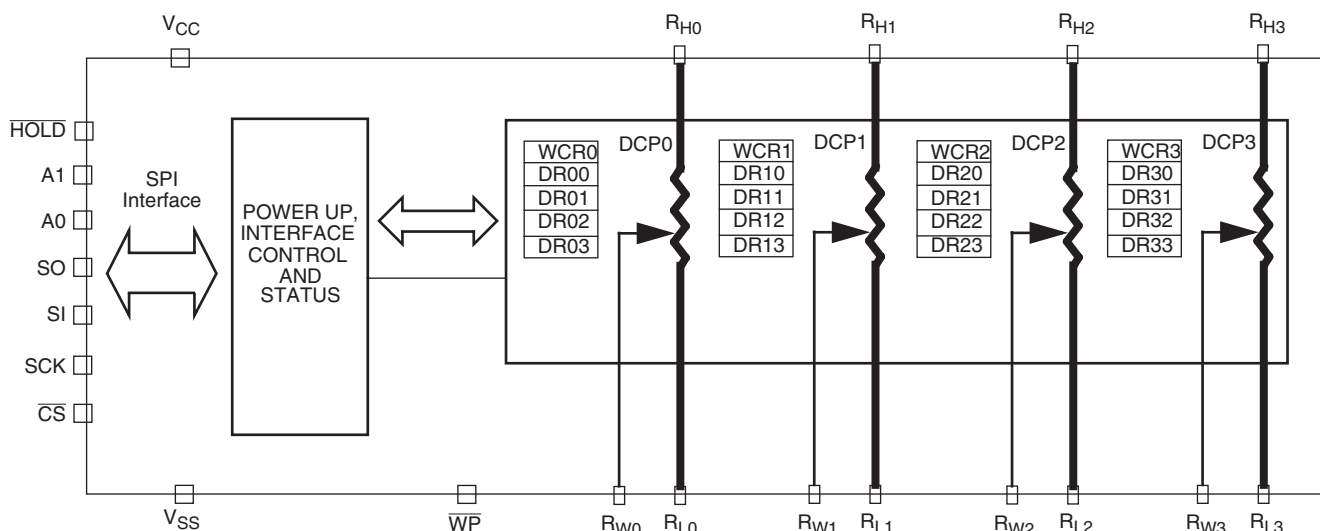 VCC
RH0
RH1
RH2
RH3
HOLD
A1
A0
SO
SI
SCK
CS
SPI
Interface
POWER UP,
INTERFACE
CONTROL
AND
STATUS
WCR0
DR00
DR01
DR02
DR03
DCP0
WCR1
DR10
DR11
DR12
DR13
DCP1
WCR2
DR20
DR21
DR22
DR23
DCP2
WCR3
DR30
DR31
DR32
DR33
DCP3
VSS
WP
RW0
RL0
RW1
RL1
RW2
RL2
RW3
RL3